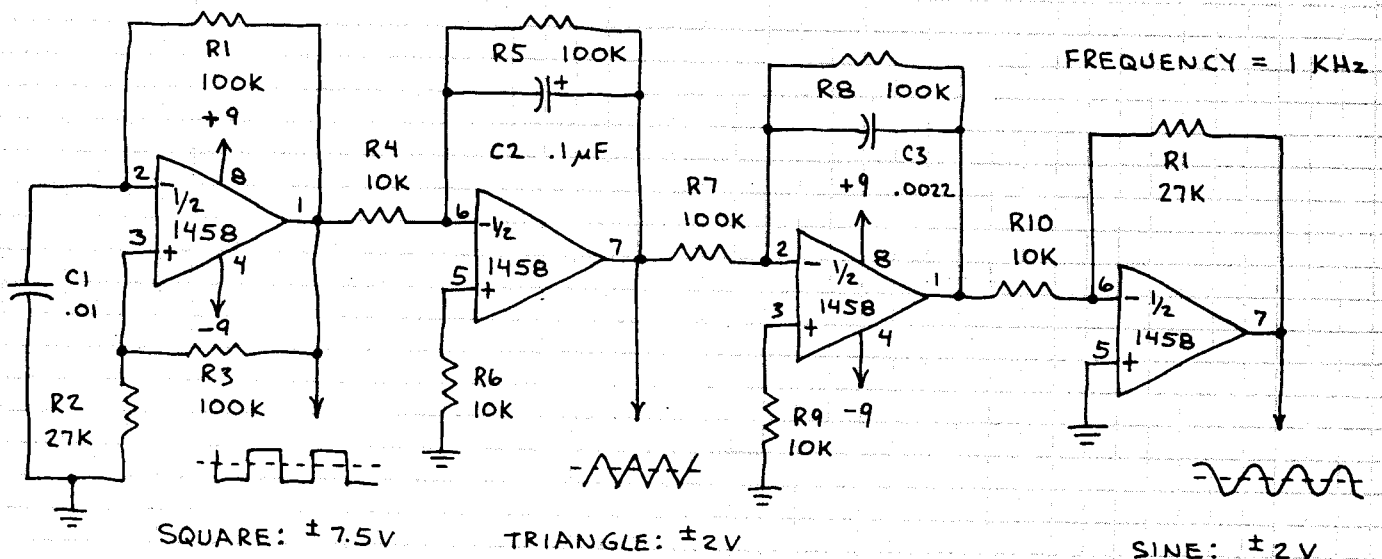 FREQUENCY = 1 KHz
R1
100K
+9
8
2
-
1/2
1458
1
3
+
4
-9
C1
.01
R3
100K
R2
27K
R4
10K
R5 100K
+
C2 .1µF
6
-
1/2
1458
7
5
+
R6
10K
R7
100K
R8 100K
C3
.0022
+9
8
2
-
1/2
1458
1
3
+
4
-9
R9
10K
R10
10K
R1
27K
6
-
1/2
1458
7
5
+
SQUARE: ± 7.5V
TRIANGLE: ±2V
SINE: ±2V